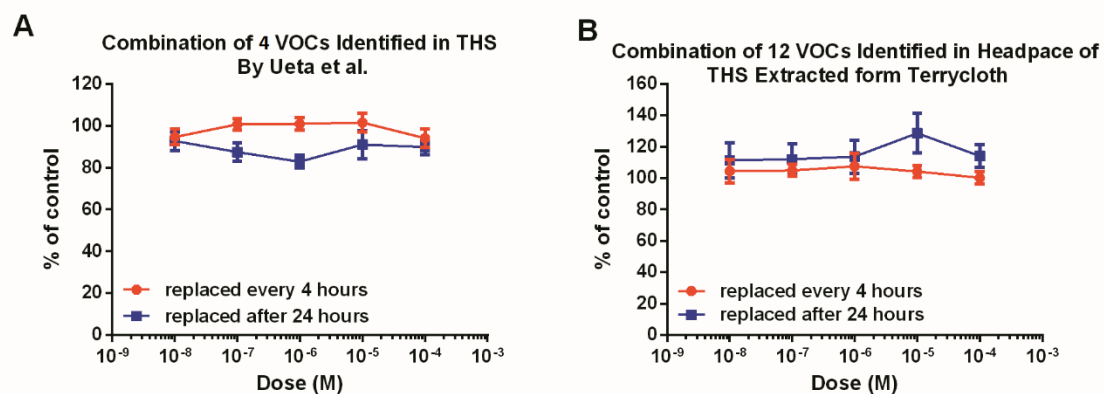 A
Combination of 4 VOCs Identified in THS
By Ueta et al.
120
100
80
60
40
20
0
% of control
replaced every 4 hours
replaced after 24 hours
10-9 10-8 10-7 10-6 10-5 10-4 10-3
Dose (M)
B
Combination of 12 VOCs Identified in Headpace of
THS Extracted form Terrycloth
160
140
120
100
80
60
40
20
0
% of control
replaced every 4 hours
replaced after 24 hours
10-9 10-8 10-7 10-6 10-5 10-4 10-3
Dose (M)